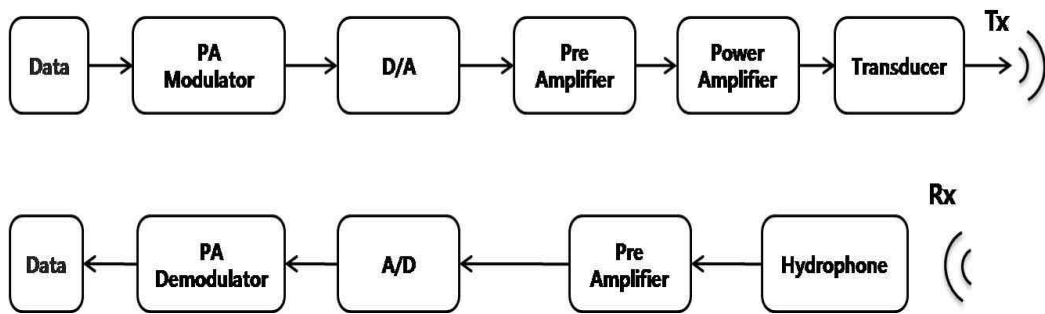 Tx
Data
PA
Modulator
D/A
Pre
Amplifier
Power
Amplifier
Transducer
Rx
Data
PA
Demodulator
A/D
Pre
Amplifier
Hydrophone